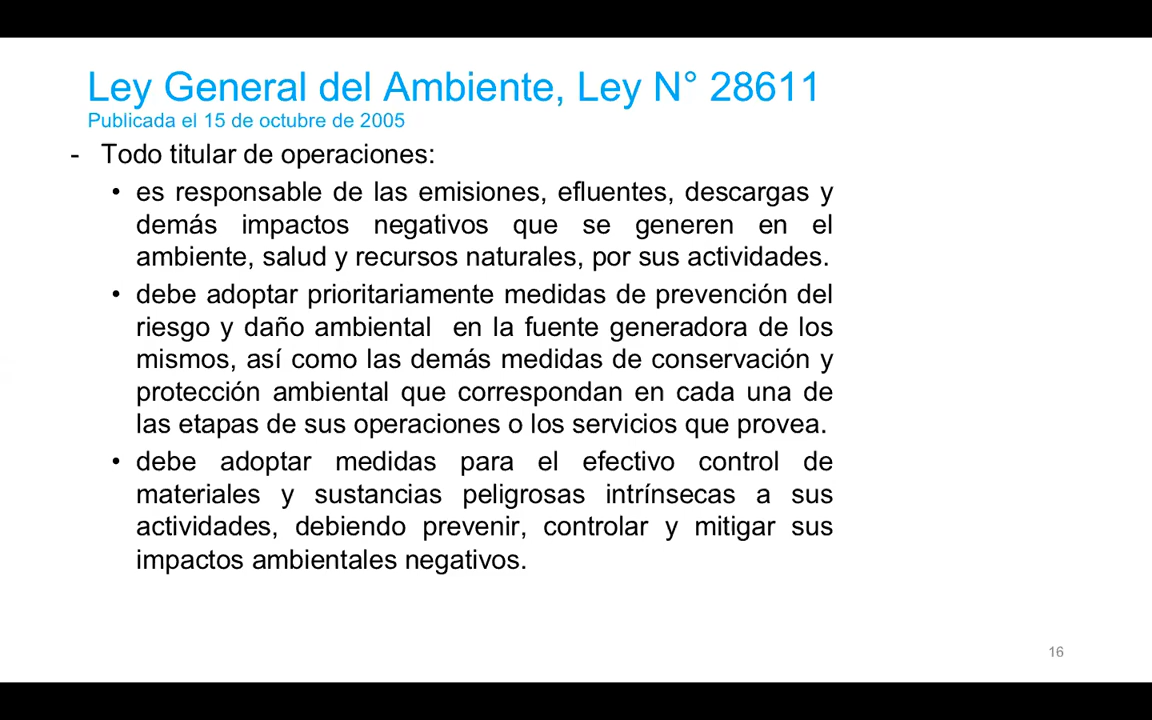 Ley General del Ambiente, Ley N° 28611
Publicada el 15 de octubre de 2005
- Todo titular de operaciones:
• es responsable de las emisiones, efluentes, descargas y
demás impactos negativos que se generen en el
ambiente, salud y recursos naturales, por sus actividades.
• debe adoptar prioritariamente medidas de prevención del
riesgo y daño ambiental en la fuente generadora de los
mismos, así como las demás medidas de conservación y
protección ambiental que correspondan en cada una de
las etapas de sus operaciones o los servicios que provea.
• debe adoptar medidas para el efectivo control de
materiales y sustancias peligrosas intrínsecas a sus
actividades, debiendo prevenir, controlar y mitigar sus
impactos ambientales negativos.
16